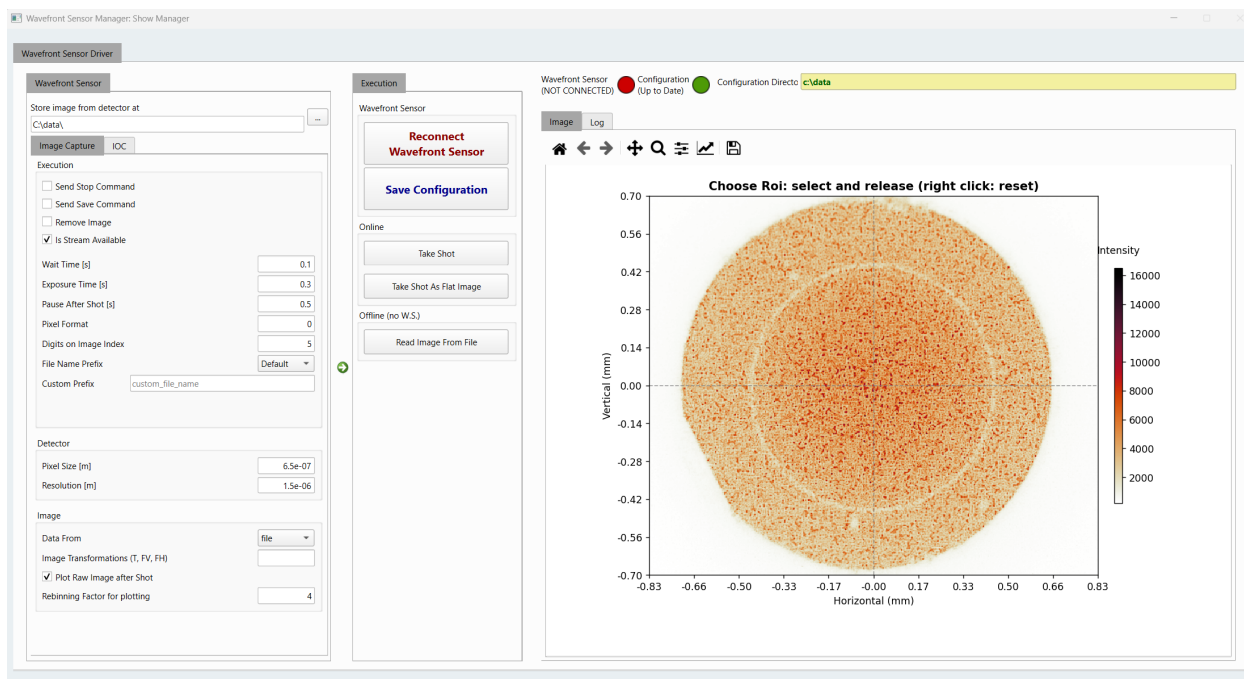 Wavefront Sensor Manager: Show Manager
Wavefront Sensor Driver
Wavefront Sensor
Store image from detector at
C:\data\
...
Image Capture
IOC
Execution
Send Stop Command
Send Save Command
Remove Image
Is Stream Available
Wait Time [s]
0.1
Exposure Time [s]
0.3
Pause After Shot [s]
0.5
Pixel Format
0
Digits on Image Index
5
File Name Prefix
Default
Custom Prefix
custom_file_name
Detector
Pixel Size [m]
6.5e-07
Resolution [m]
1.5e-06
Image
Data From
file
Image Transformations (T, FV, FH)
Plot Raw Image after Shot
Rebinning Factor for plotting
4
Execution
Wavefront Sensor
Reconnect
Wavefront Sensor
Save Configuration
Online
Take Shot
Take Shot As Flat Image
Offline (no W.S.)
Read Image From File
Wavefront Sensor
(NOT CONNECTED)
Configuration
(Up to Date)
Configuration Directo
c:\data
Image
Log
Choose Roi: select and release (right click: reset)
0.70
0.56
0.42
0.28
0.14
0.00
-0.14
-0.28
-0.42
-0.56
-0.70
Vertical (mm)
-0.83
-0.66
-0.50
-0.33
-0.17
-0.00
0.17
0.33
0.50
0.66
0.83
Horizontal (mm)
Intensity
16000
14000
12000
10000
8000
6000
4000
2000